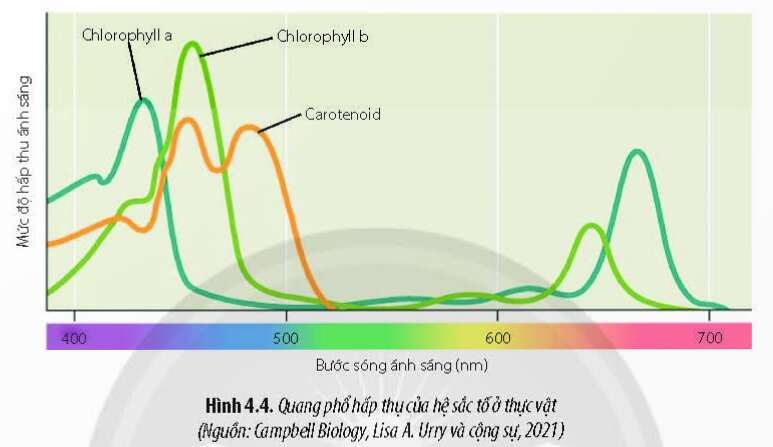 Chlorophyll a
Chlorophyll b
Carotenoid
Mức độ hấp thu ánh sáng
400 500 600 700
Bước sóng ánh sáng (nm)
Hình 4.4. Quang phổ hấp thụ của hệ sắc tố ở thực vật
(Nguồn: Campbell Biology, Lisa A. Urry và cộng sự, 2021)